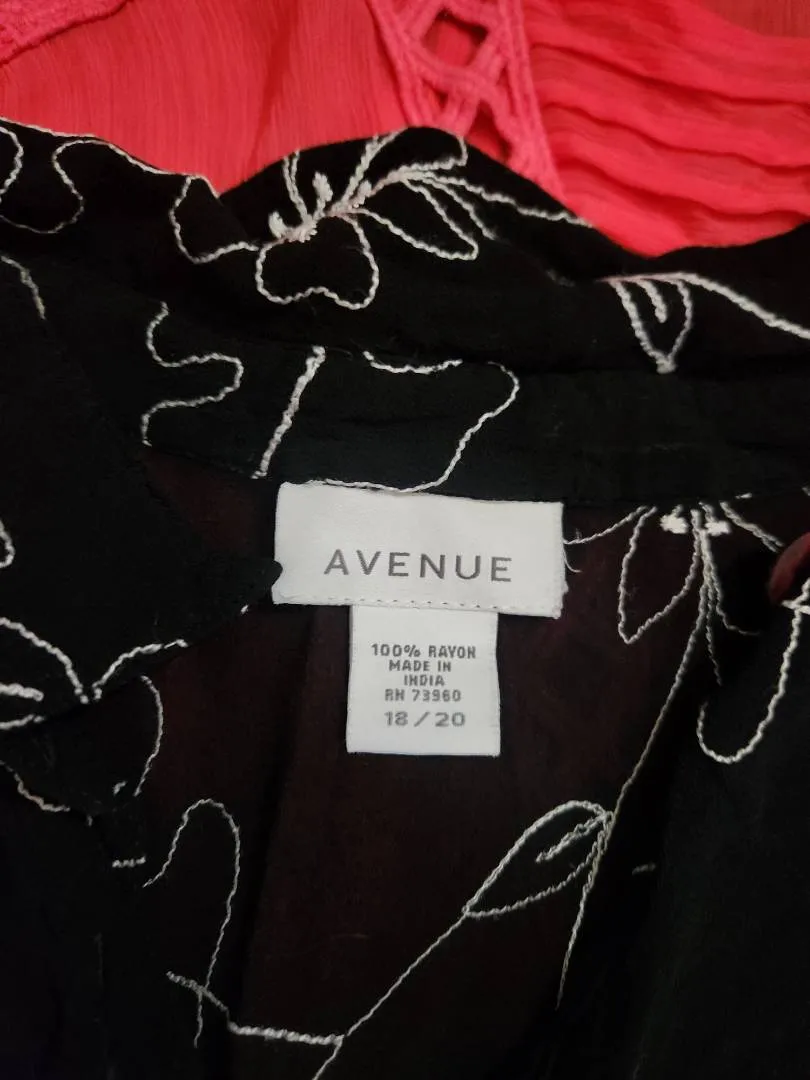 AVENUE
100% RAYON
MADE IN
INDIA
RN 73960
18/20